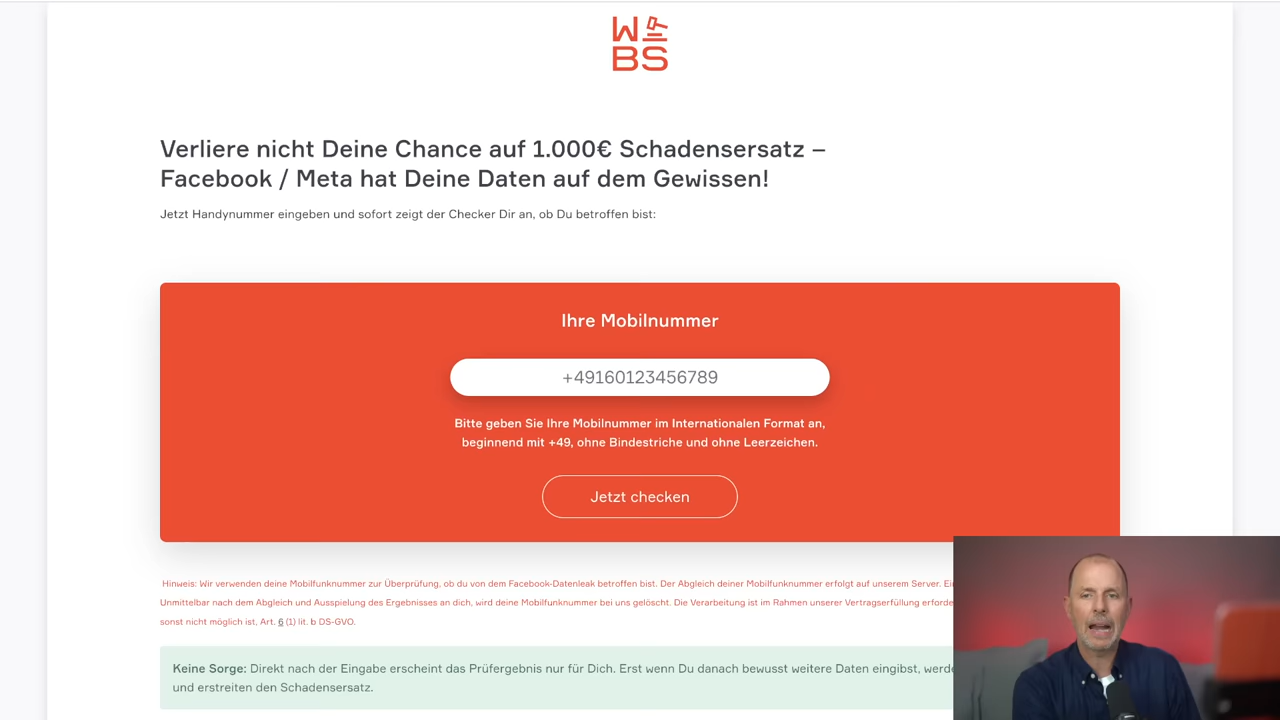 W
BS
Verliere nicht Deine Chance auf 1.000€ Schadensersatz –
Facebook / Meta hat Deine Daten auf dem Gewissen!
Jetzt Handynummer eingeben und sofort zeigt der Checker Dir an, ob Du betroffen bist:
Ihre Mobilnummer
+49160123456789
Bitte geben Sie Ihre Mobilnummer im Internationalen Format an,
beginnend mit +49, ohne Bindestriche und ohne Leerzeichen.
Jetzt checken
Hinweis: Wir verwenden deine Mobilfunknummer zur Überprüfung, ob du von dem Facebook-Datenleak betroffen bist. Der Abgleich deiner Mobilfunknummer erfolgt auf unserem Server.
Unmittelbar nach dem Abgleich und Ausspielung des Ergebnisses an dich, wird deine Mobilfunknummer bei uns gelöscht. Die Verarbeitung ist im Rahmen unserer Vertragserfüllung
sonst nicht möglich ist, Art. 6 (1) lit. b DS-GVO.
Keine Sorge: Direkt nach der Eingabe erscheint das Prüfergebnis nur für Dich. Erst wenn Du danach bewusst weitere Daten eingibst,
und erstreiten den Schadensersatz.